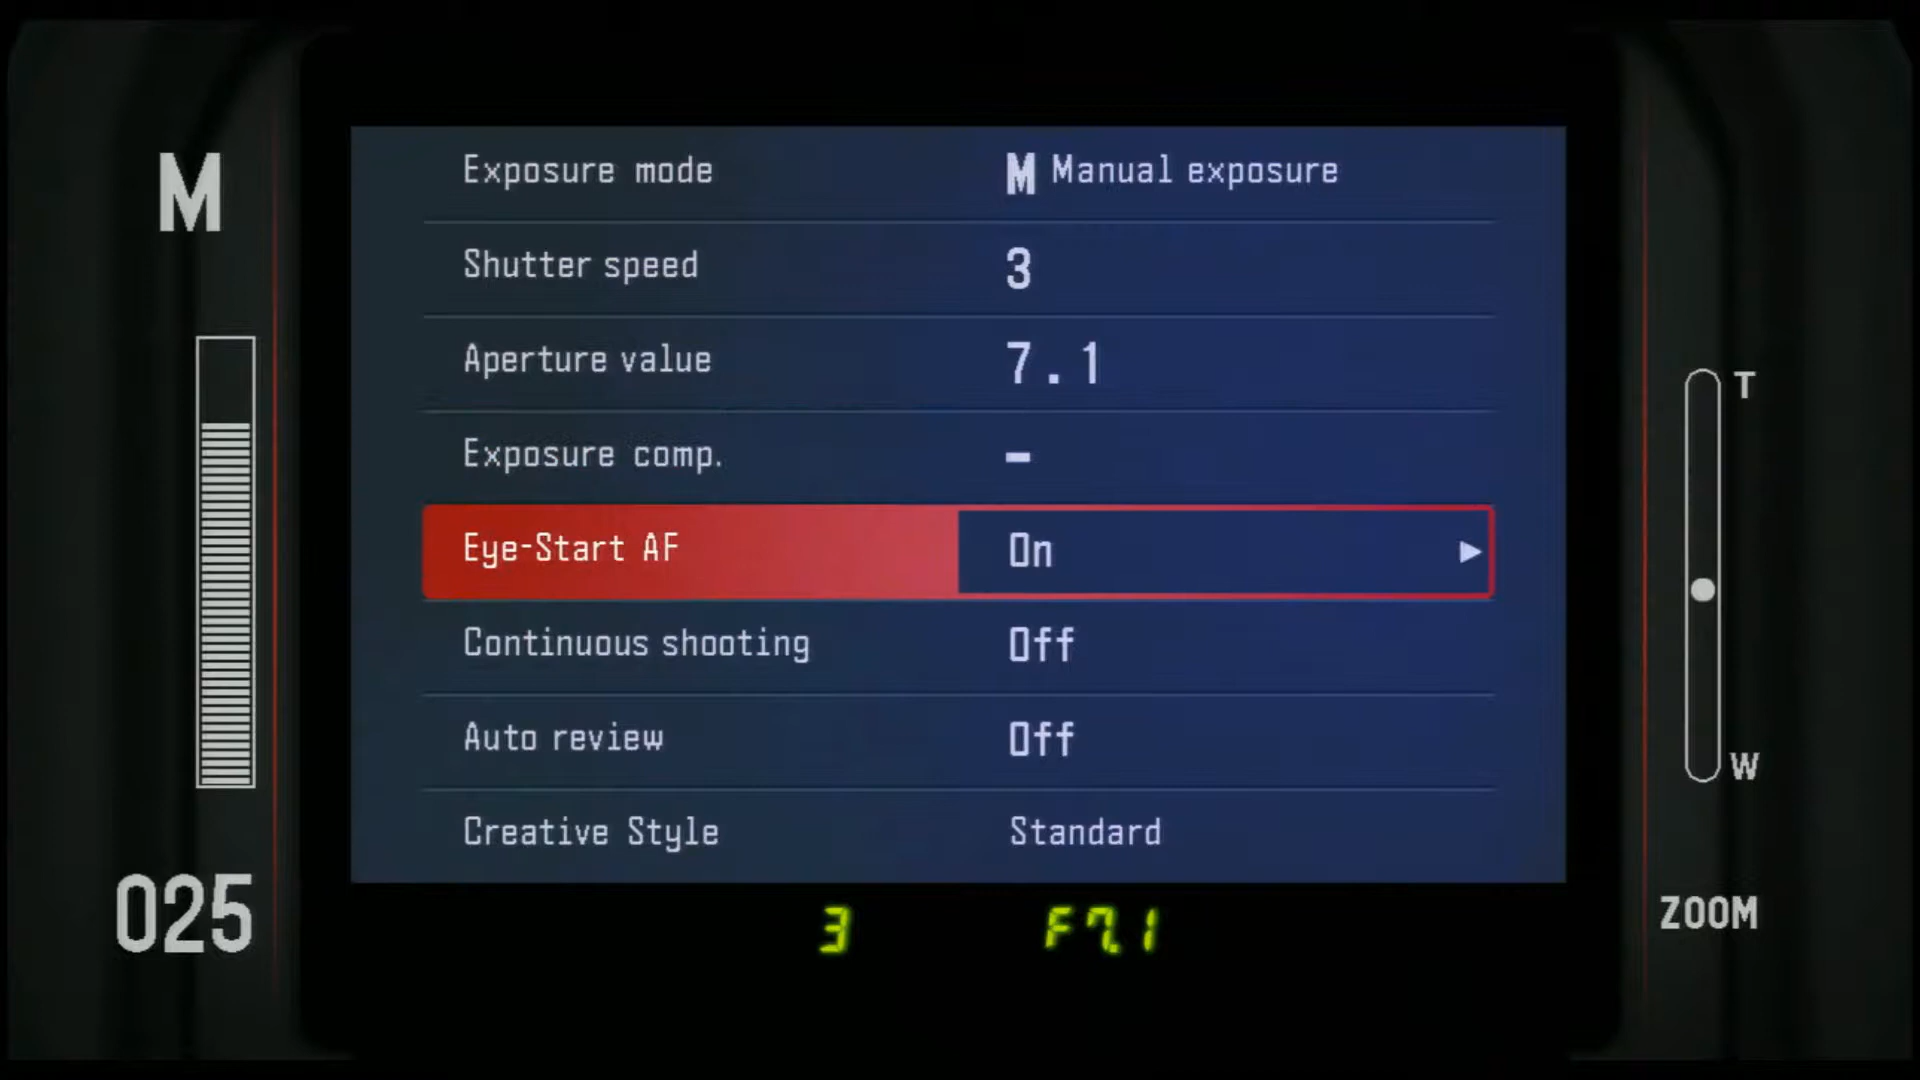 M
Exposure mode M Manual exposure
Shutter speed 3
Aperture value 7.1
Exposure comp. -
Eye-Start AF On
Continuous shooting Off
Auto review Off
Creative Style Standard
T
W
025
ZOOM
3 F7.1